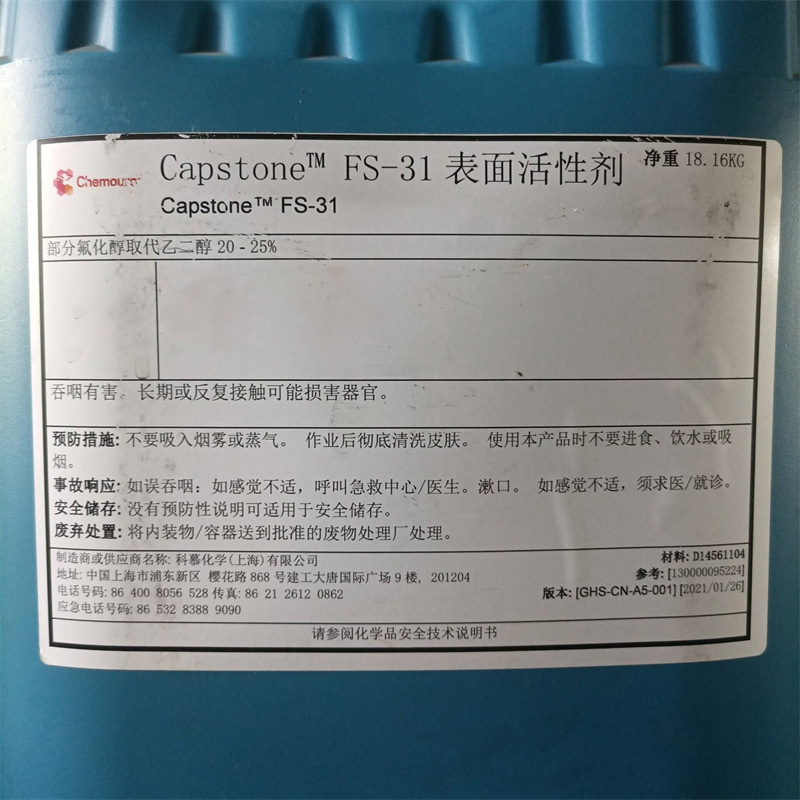 Chemours Capstone™ FS-31 表面活性剂 净重 18.16KG
Capstone™ FS-31
部分氟化醇取代乙二醇 20 - 25%
吞咽有害。长期或反复接触可能损害器官。
预防措施: 不要吸入烟雾或蒸气。 作业后彻底清洗皮肤。 使用本产品时不要进食、饮水或吸
烟。
事故响应: 如误吞咽：如感觉不适，呼叫急救中心/医生。漱口。 如感觉不适，须求医/就诊。
安全储存: 没有预防性说明可适用于安全储存。
废弃处置: 将内装物/容器送到批准的废物处理厂处理。
制造商或供应商名称: 科慕化学(上海)有限公司 材料: D14561104
地址: 中国上海市浦东新区 樱花路 868 号建工大唐国际广场 9 楼, 201204 参考: [130000095224]
电话号码: 86 400 8056 528 传真: 86 21 2612 0862 版本: [GHS-CN-A5-001] [2021/01/26]
应急电话号码: 86 532 8388 9090
请参阅化学品安全技术说明书